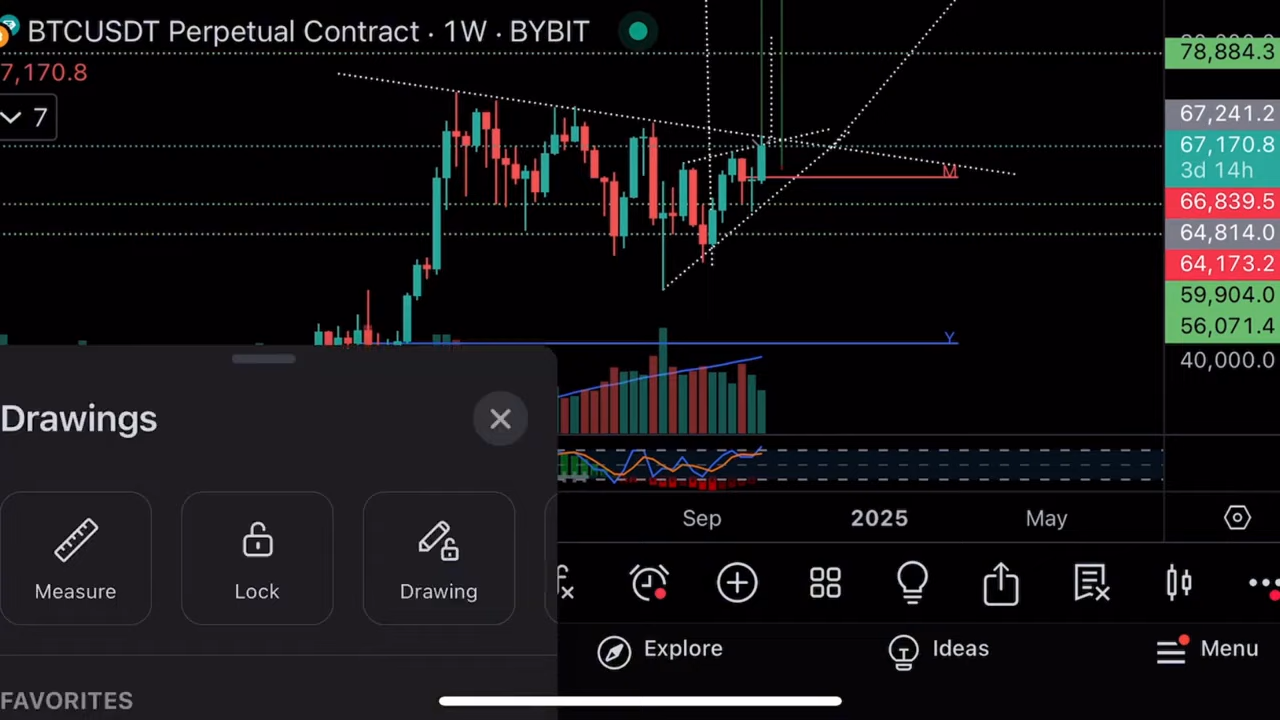 BTCUSDT Perpetual Contract · 1W · BYBIT
7,170.8
7
78,884.3
67,241.2
67,170.8
3d 14h
66,839.5
64,814.0
64,173.2
59,904.0
56,071.4
40,000.0
M
Y
Drawings
Measure
Lock
Drawing
FAVORITES
Sep
2025
May
Explore
Ideas
Menu